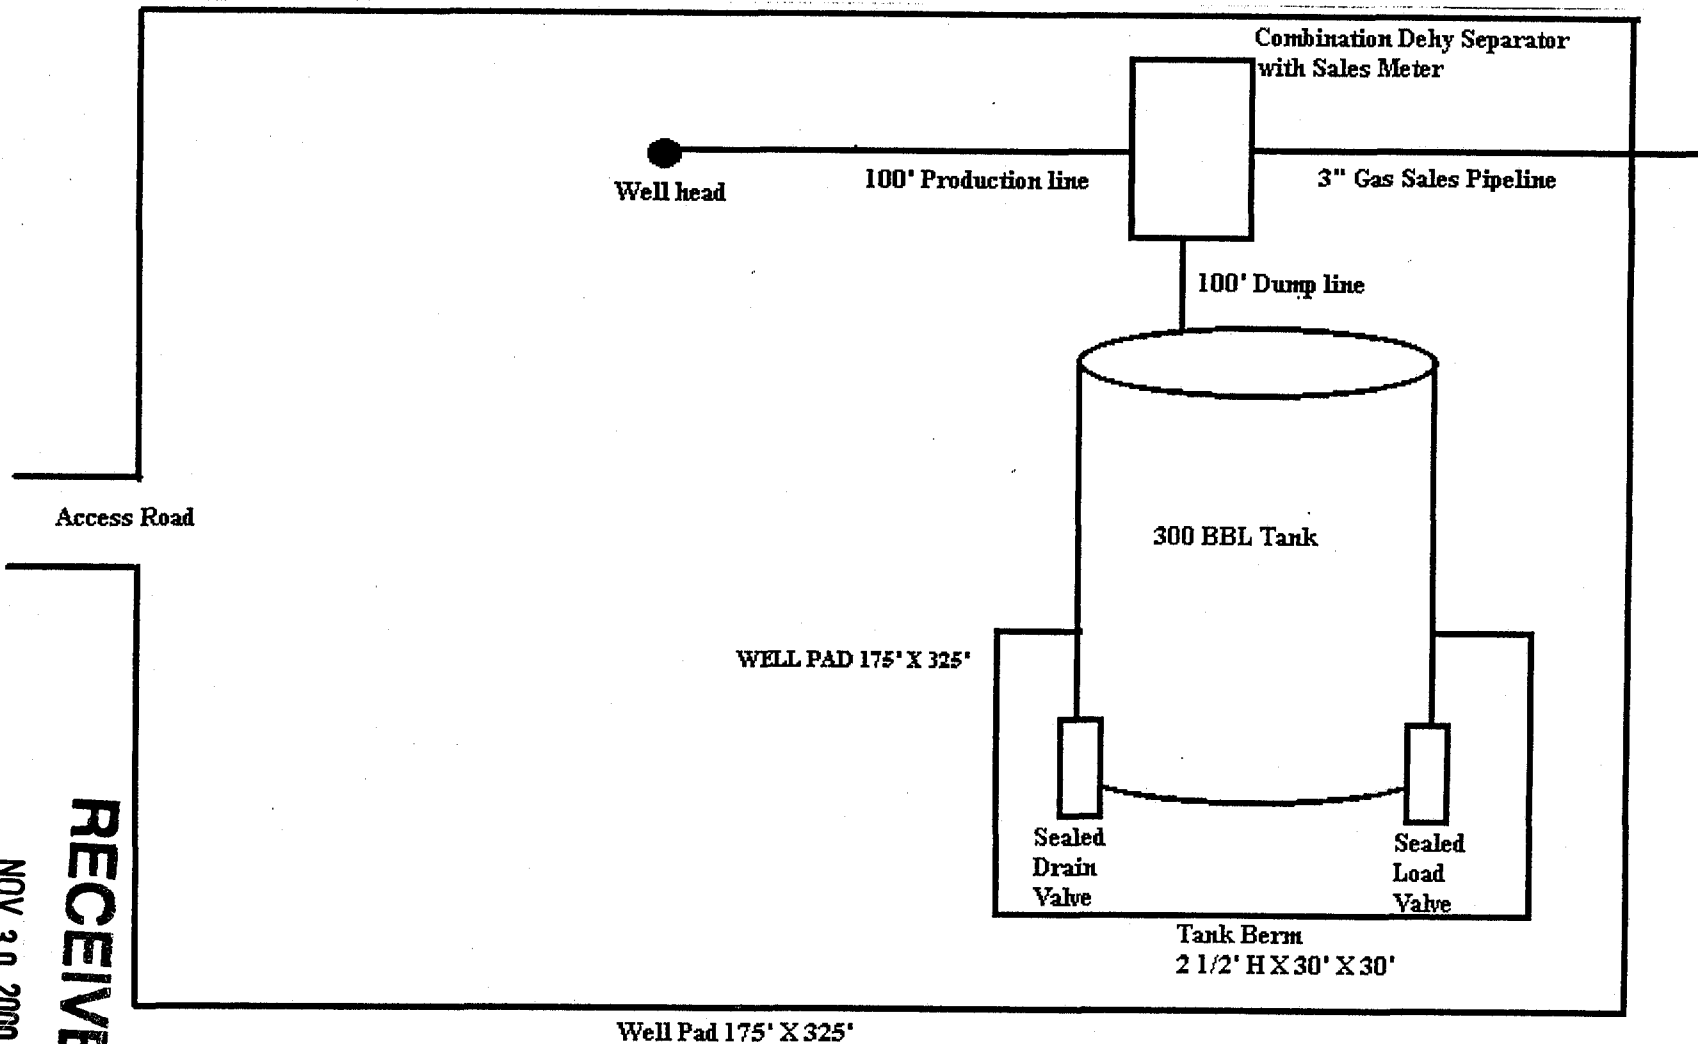 Combination Dehy Separator
with Sales Meter
Well head
100' Production line
3" Gas Sales Pipeline
100' Dump line
Access Road
300 BBL Tank
WELL PAD 175' X 325'
Sealed
Drain
Valve
Sealed
Load
Valve
Tank Berm
2 1/2' H X 30' X 30'
Well Pad 175' X 325'
RECEIVE
NOV 30 2000